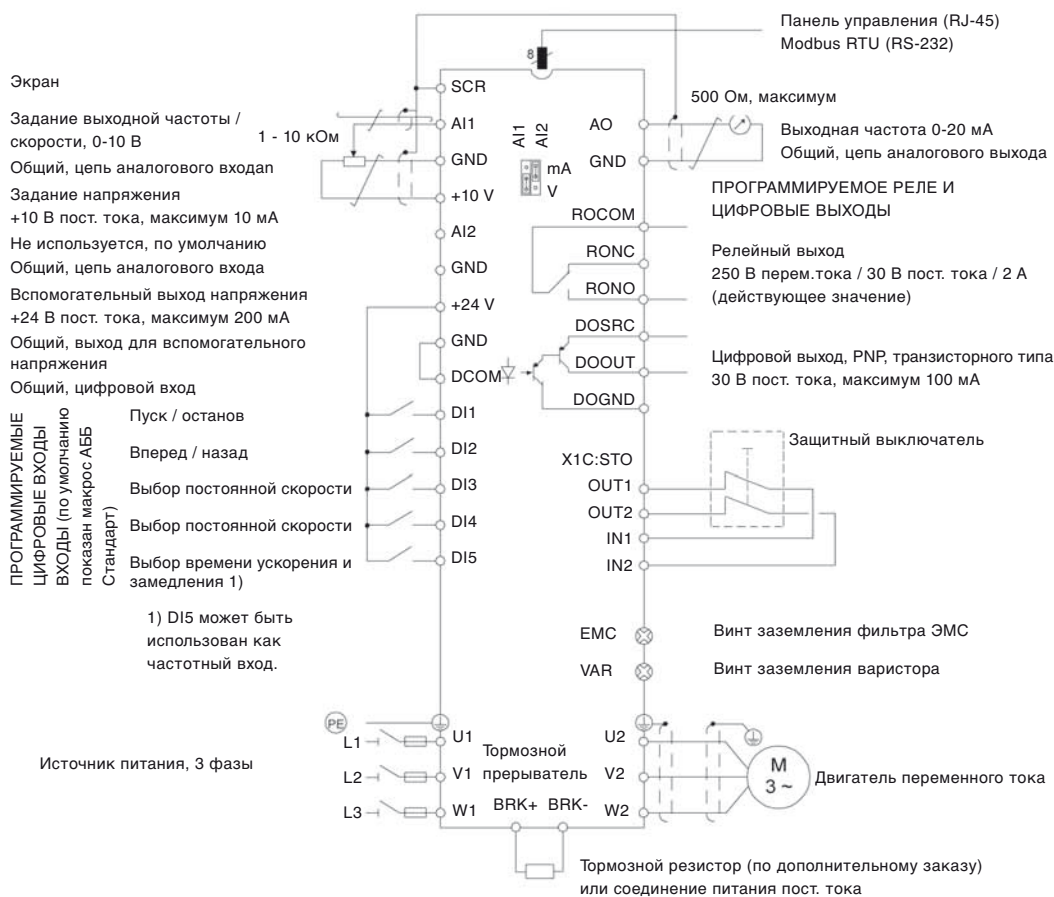 Панель управления (RJ-45)
Modbus RTU (RS-232)
8
Экран
SCR
500 Ом, максимум
Задание выходной частоты /
скорости, 0-10 В
1 - 10 кОм
AI1
AI1
AI2
mA
V
AO
Выходная частота 0-20 мА
Общий, цепь аналогового входап
GND
GND
Общий, цепь аналогового выхода
Задание напряжения
+10 В пост. тока, максимум 10 мА
+10 V
ПРОГРАММИРУЕМОЕ РЕЛЕ И
ЦИФРОВЫЕ ВЫХОДЫ
ROCOM
Не используется, по умолчанию
AI2
RONC
Релейный выход
250 В перем.тока / 30 В пост. тока / 2 А
(действующее значение)
Общий, цепь аналогового входа
GND
RONO
Вспомогательный выход напряжения
+24 В пост. тока, максимум 200 мА
+24 V
DOSRC
Общий, выход для вспомогательного
напряжения
GND
DOOUT
Цифровой выход, PNP, транзисторного типа
30 В пост. тока, максимум 100 мА
Общий, цифровой вход
DCOM
DOGND
ПРОГРАММИРУЕМЫЕ
ЦИФРОВЫЕ ВХОДЫ
ВХОДЫ (по умолчанию
показан макрос АББ
Стандарт)
Пуск / останов
DI1
Вперед / назад
DI2
Выбор постоянной скорости
DI3
Выбор постоянной скорости
DI4
Выбор времени ускорения и
замедления 1)
DI5
Защитный выключатель
X1C:STO
OUT1
OUT2
IN1
IN2
1) DI5 может быть
использован как
частотный вход.
EMC
Винт заземления фильтра ЭМС
VAR
Винт заземления варистора
PE
Источник питания, 3 фазы
L1
U1
L2
V1
L3
W1
Тормозной
прерыватель
BRK+ BRK-
U2
V2
W2
M
3 ~
Двигатель переменного тока
Тормозной резистор (по дополнительному заказу)
или соединение питания пост. тока